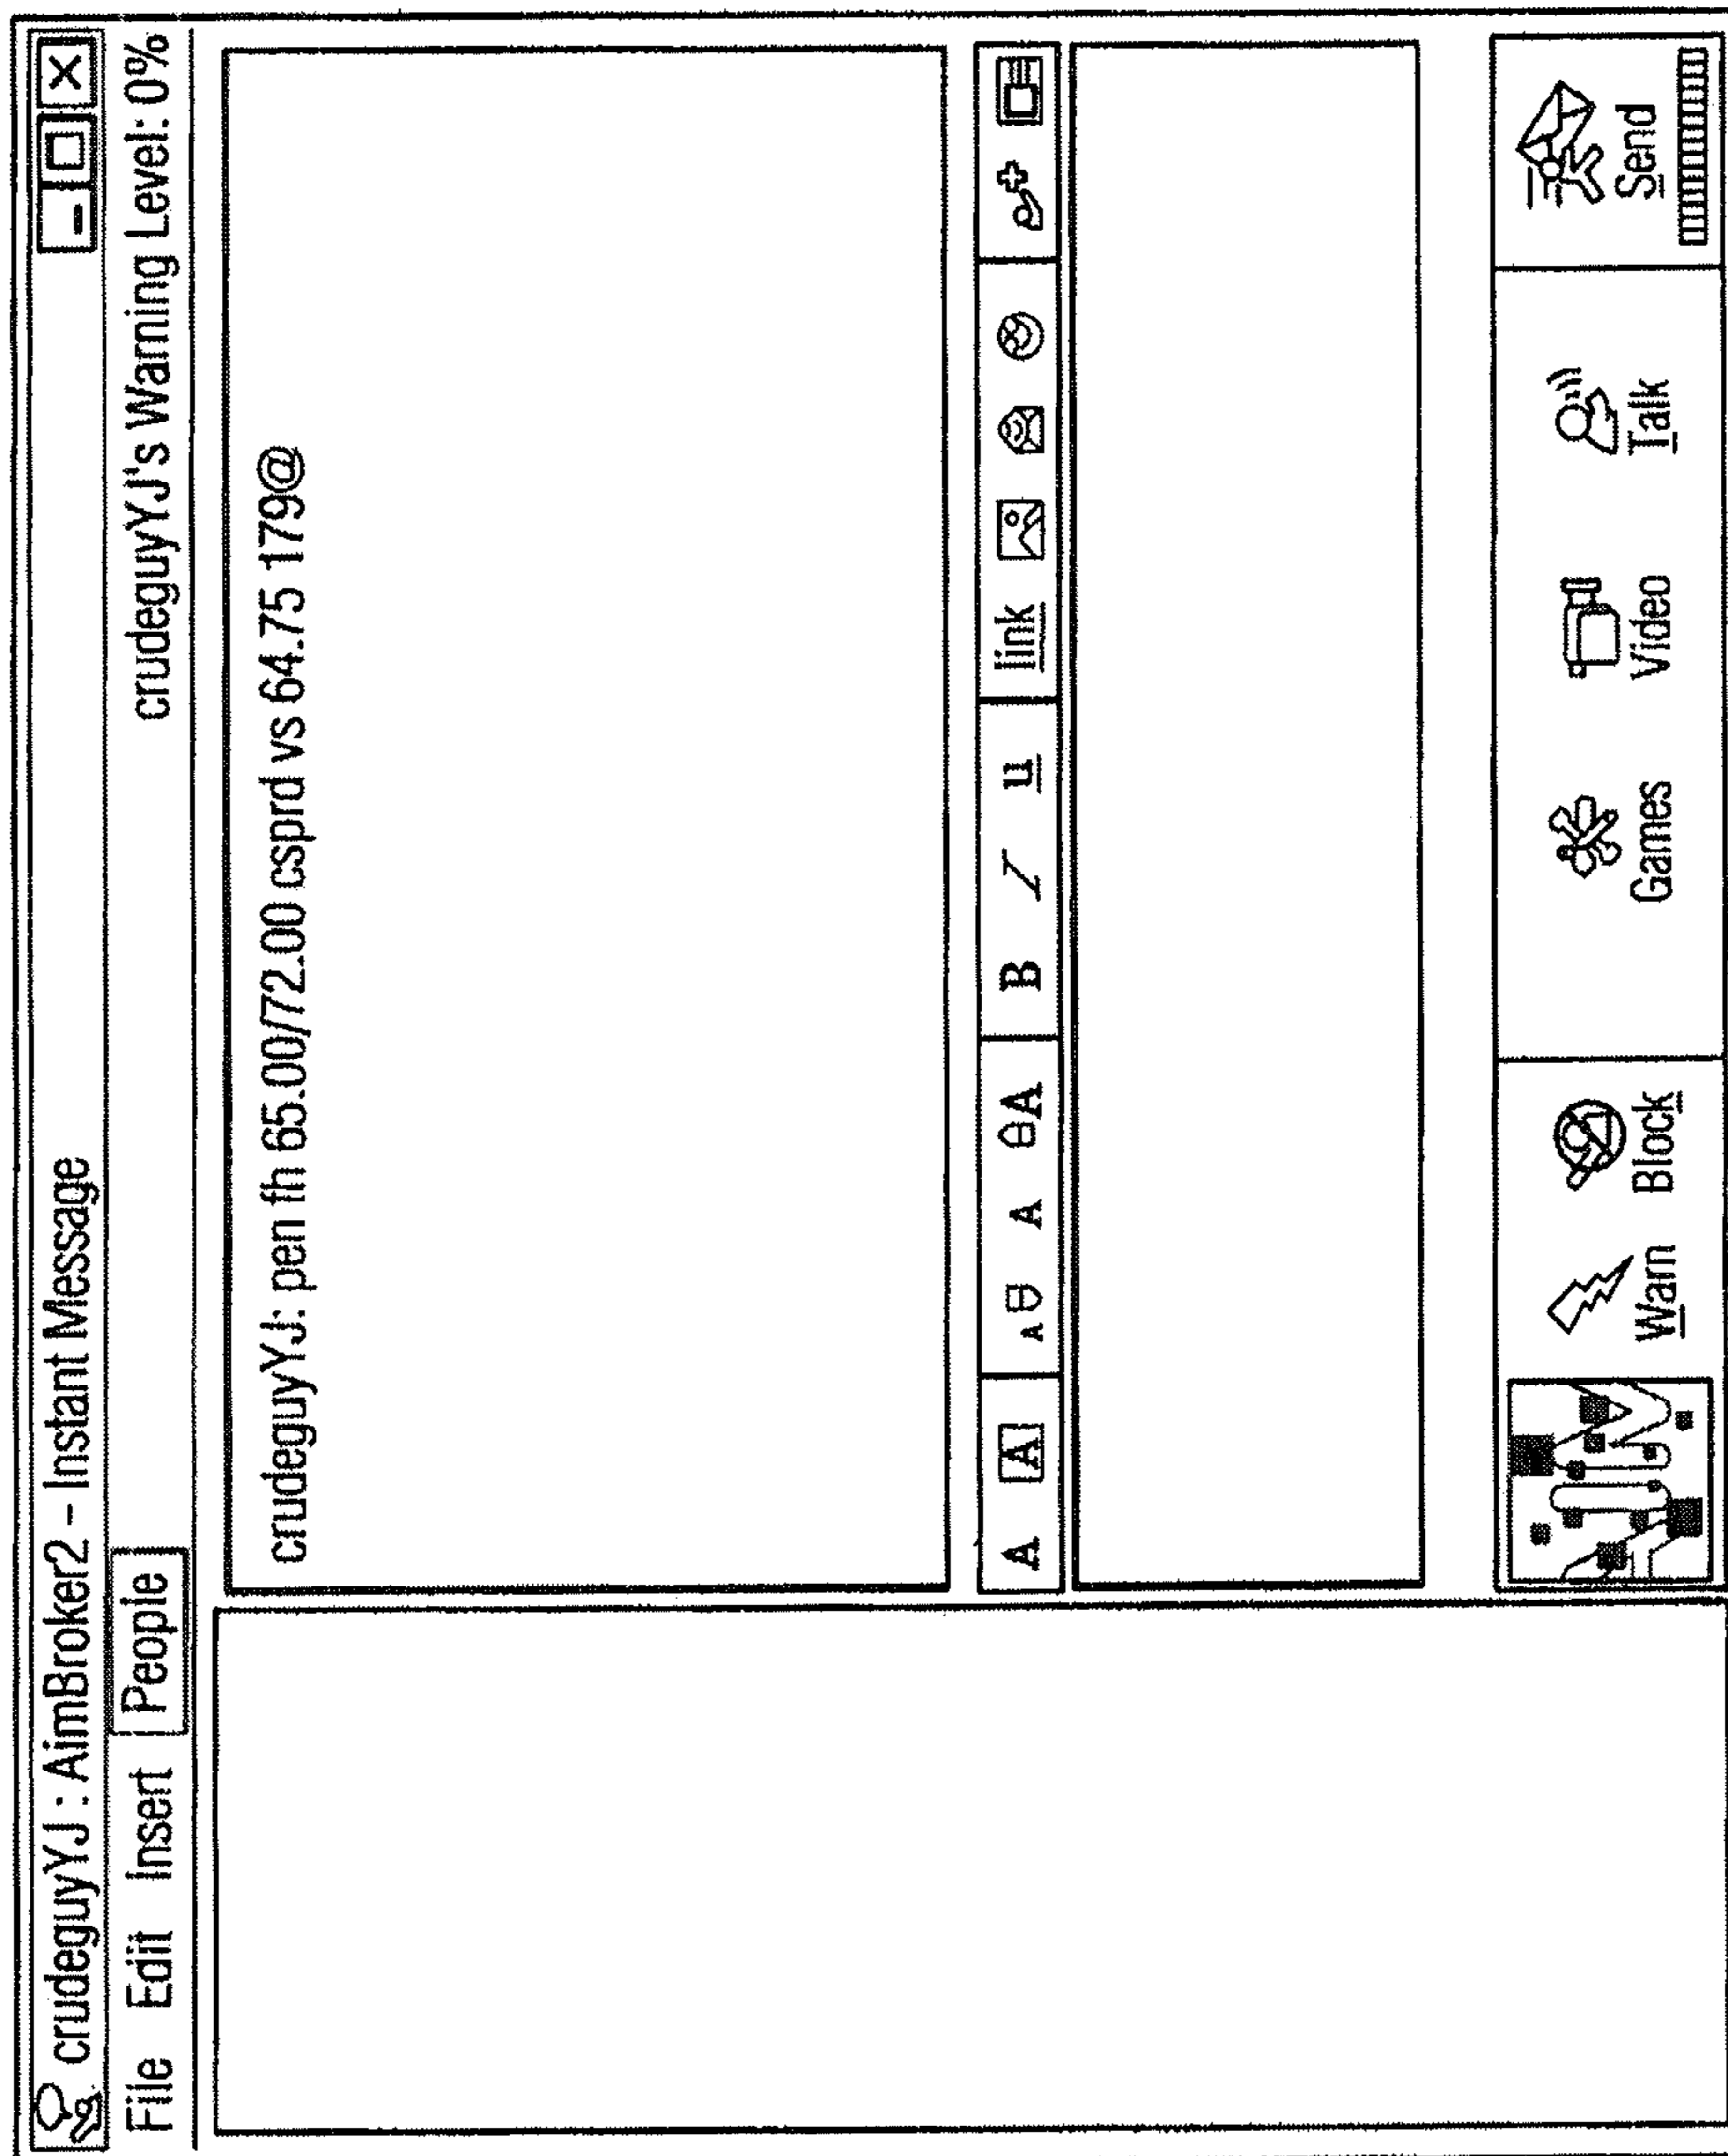 crudeguyYJ : AimBroker2 – Instant Message
File Edit Insert People crudeguyYJ's Warning Level: 0%
crudeguyYJ: pen fh 65.00/72.00 csprd vs 64.75 179@
A A A A A B I u link
Warn Block Games Video Talk Send